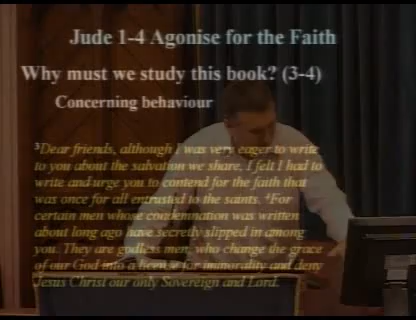 Jude 1-4 Agonise for the Faith
Why must we study this book? (3-4)
Concerning behaviour
³Dear friends, although I was very eager to write
to you about the salvation we share, I felt I had to
write and urge you to contend for the faith that
was once for all entrusted to the saints. ⁴For
certain men whose condemnation was written
about long ago have secretly slipped in among
you. They are godless men, who change the grace
of our God into a license for immorality and deny
Jesus Christ our only Sovereign and Lord.